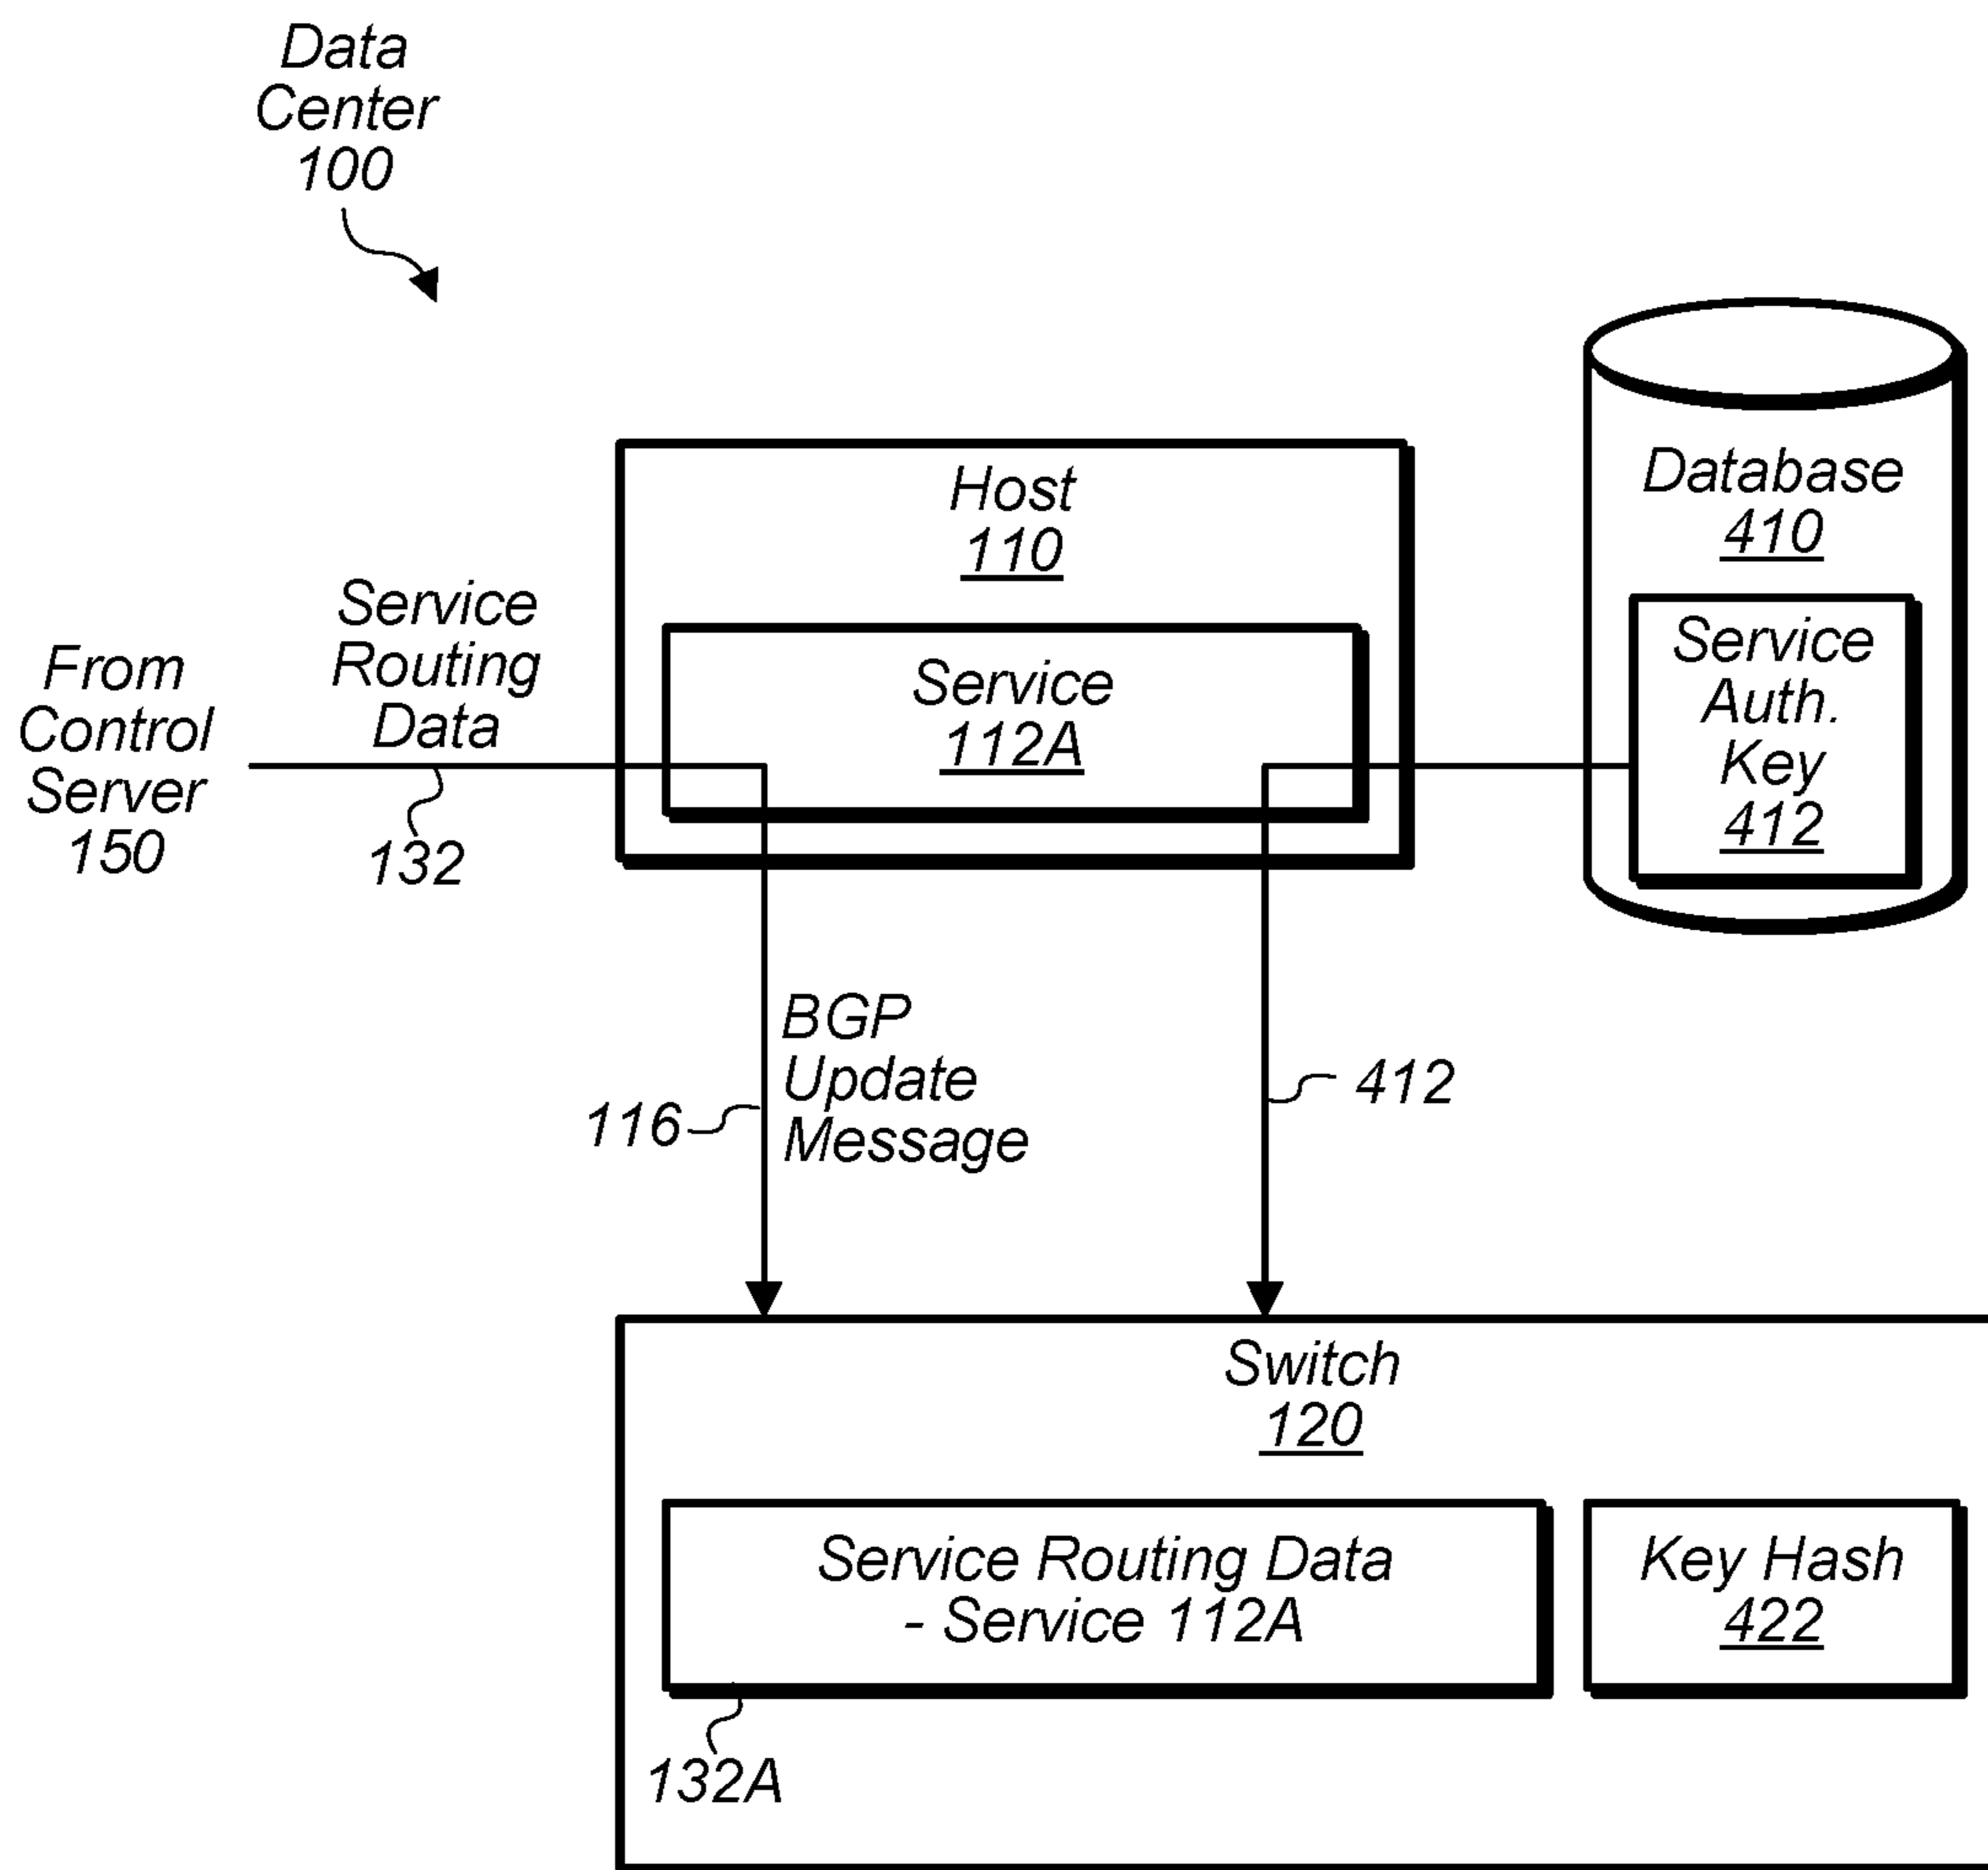 Data
Center
100
Host
110
Database
410
Service
Routing
Data
Service
Auth.
Key
412
From
Control
Server
150
Service
112A
132
BGP
Update
Message
116
412
Switch
120
Service Routing Data
- Service 112A
Key Hash
422
132A